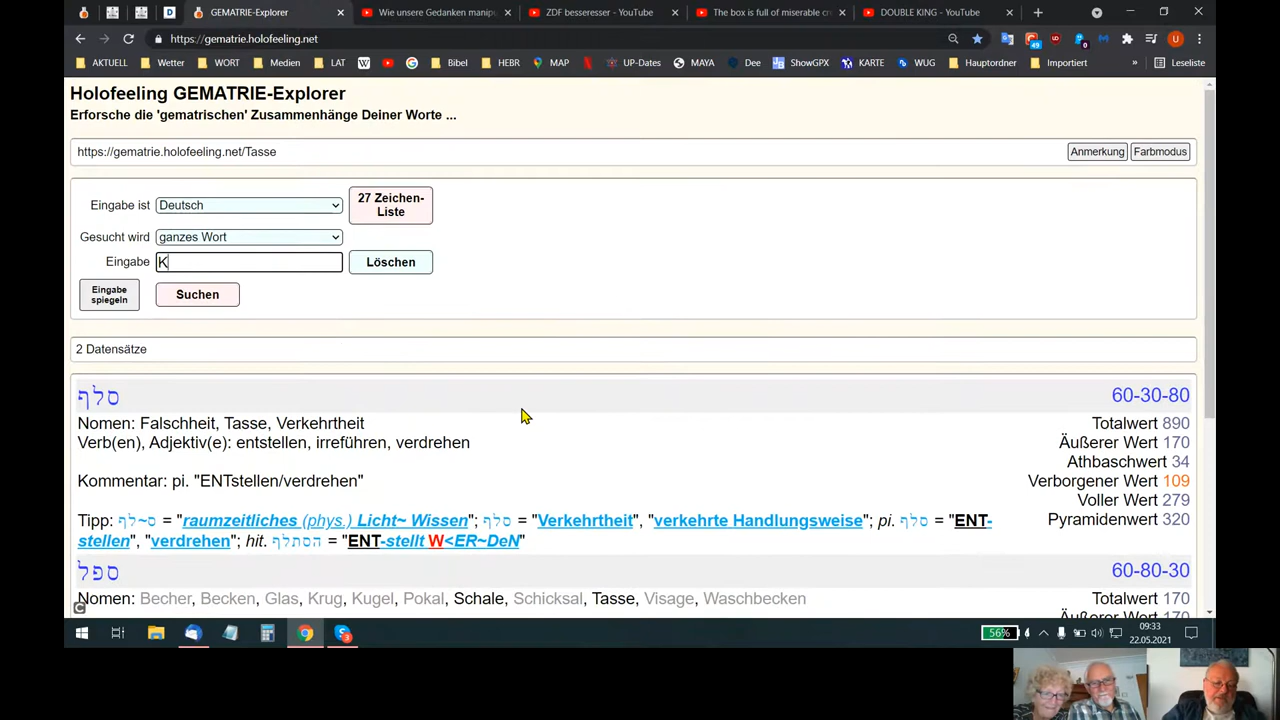 GEMATRIE-Explorer
Wie unsere Gedanken manipu
ZDF besseresser - YouTube
The box is full of miserable cr
DOUBLE KING - YouTube
https://gematrie.holofeeling.net
49
0
U
AKTUELL Wetter WORT Medien LAT Bibel HEBR MAP UP-Dates MAYA Dee ShowGPX KARTE WUG Hauptordner Importiert » Leseliste
Holofeeling GEMATRIE-Explorer
Erforsche die 'gematrischen' Zusammenhänge Deiner Worte ...
https://gematrie.holofeeling.net/Tasse
Anmerkung Farbmodus
Eingabe ist Deutsch
27 Zeichen-
Liste
Gesucht wird ganzes Wort
Eingabe K Löschen
Eingabe
spiegeln
Suchen
2 Datensätze
סלף 60-30-80
Nomen: Falschheit, Tasse, Verkehrtheit
Totalwert 890
Verb(en), Adjektiv(e): entstellen, irreführen, verdrehen
Äußerer Wert 170
Athbaschwert 34
Kommentar: pi. "ENTstellen/verdrehen"
Verborgener Wert 109
Voller Wert 279
Pyramidenwert 320
Tipp: ס~לף = "raumzeitliches (phys.) Licht~ Wissen"; סלף = "Verkehrtheit", "verkehrte Handlungsweise"; pi. סלף = "ENT-
stellen", "verdrehen"; hit. הסתלף = "ENT-stellt W<ER~DeN"
ספל 60-80-30
Nomen: Becher, Becken, Glas, Krug, Kugel, Pokal, Schale, Schicksal, Tasse, Visage, Waschbecken
Totalwert 170
Äußerer Wert 170
56%
09:33
22.05.2021